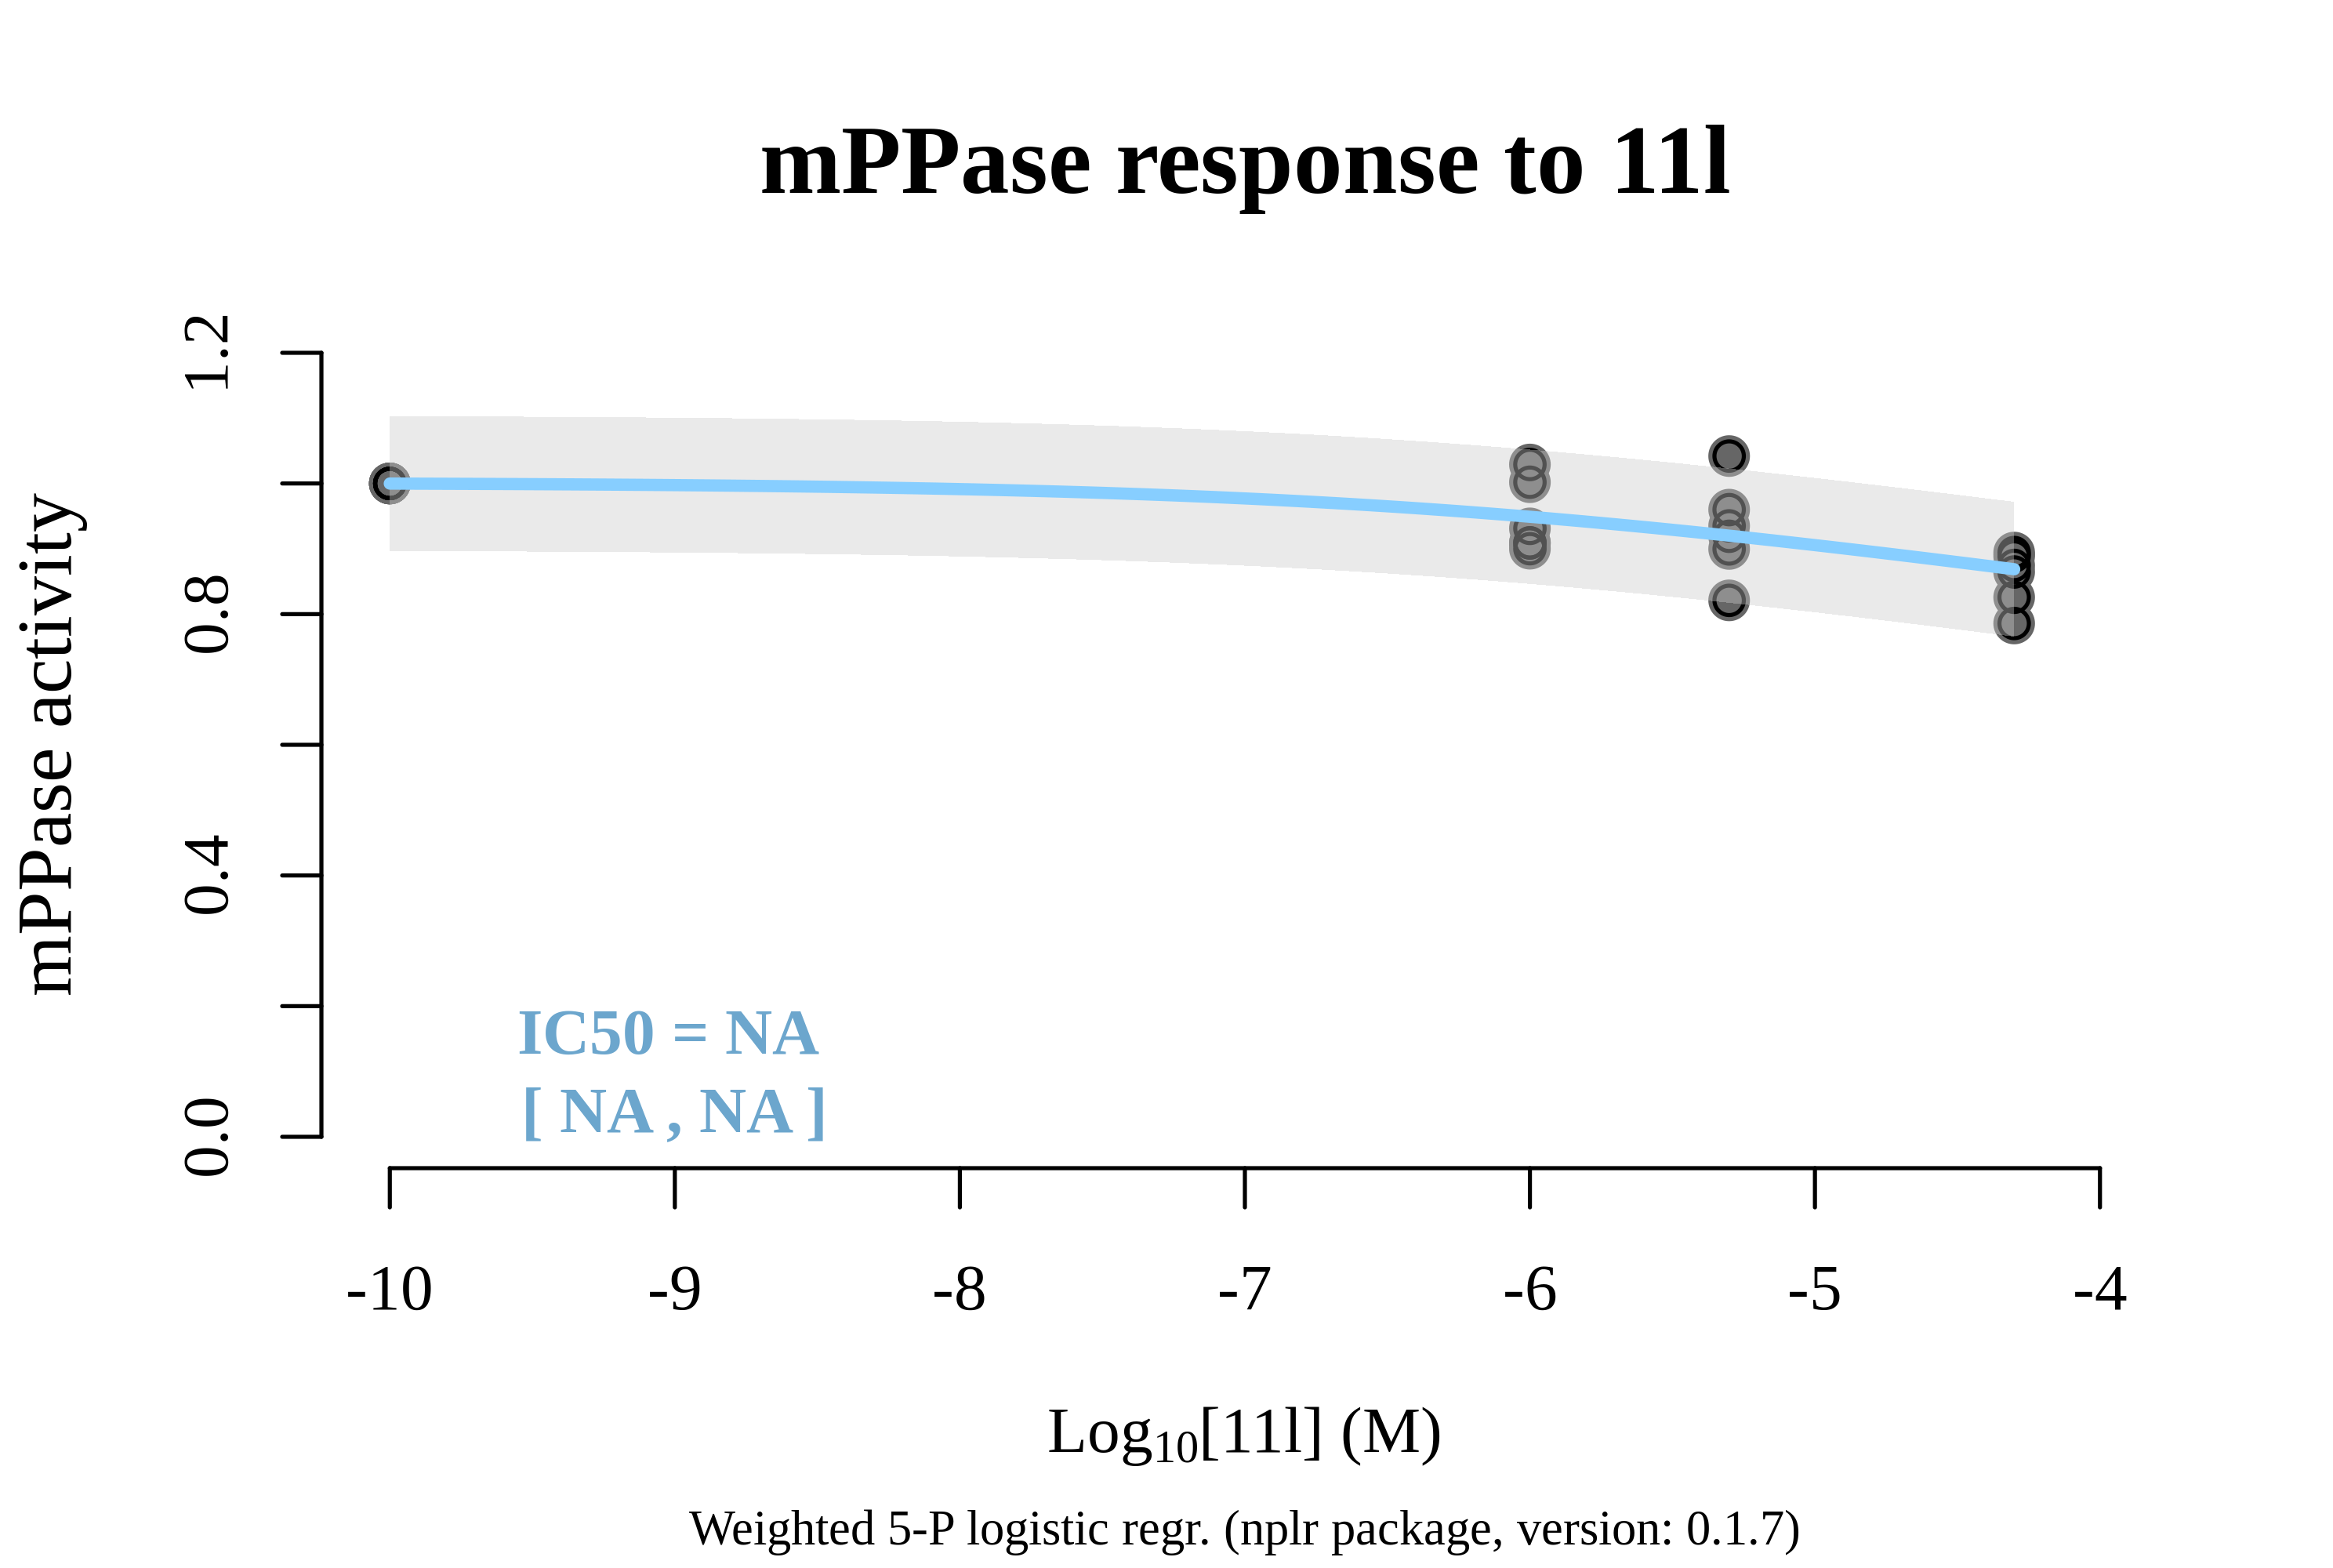 mPPase response to 11l
mPPase activity
1.2
0.8
0.4
0.0
IC50 = NA
[ NA , NA ]
-10 -9 -8 -7 -6 -5 -4
Log10[11l] (M)
Weighted 5-P logistic regr. (nplr package, version: 0.1.7)